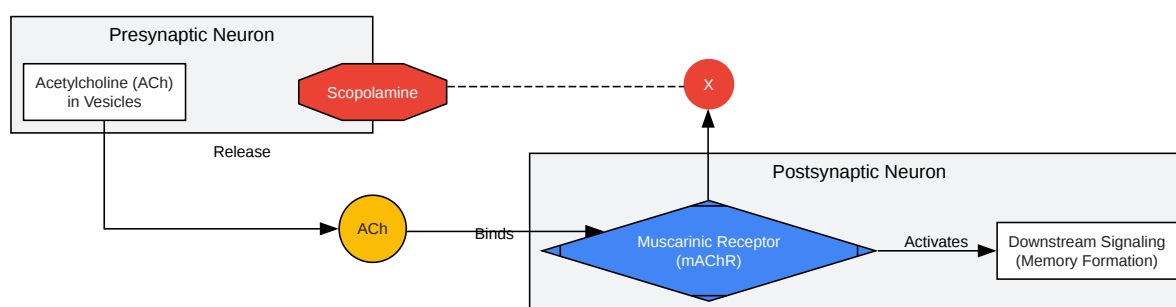 Presynaptic Neuron
Acetylcholine (ACh)
in Vesicles
Scopolamine
X
Release
Postsynaptic Neuron
ACh
Binds
Muscarinic Receptor
(mAChR)
Activates
Downstream Signaling
(Memory Formation)